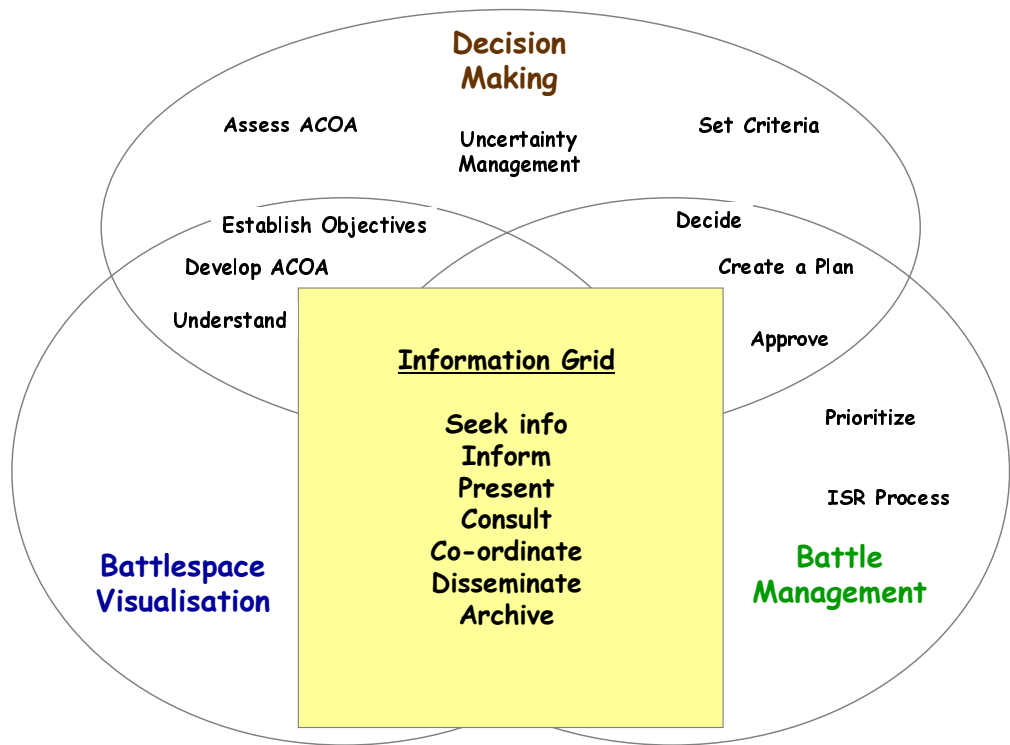 Decision
Making
Assess ACOA
Uncertainty
Management
Set Criteria
Establish Objectives
Decide
Develop ACOA
Create a Plan
Understand
Approve
Information Grid
Seek info
Inform
Present
Consult
Co-ordinate
Disseminate
Archive
Prioritize
ISR Process
Battlespace
Visualisation
Battle
Management